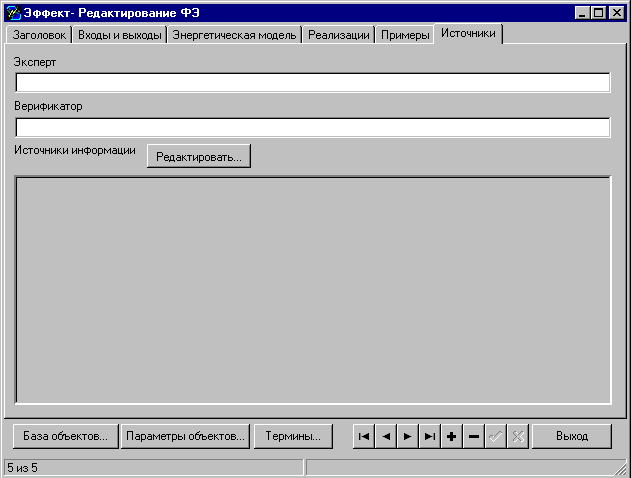 Эффект- Редактирование ФЭ
Заголовок Входы и выходы Энергетическая модель Реализации Примеры Источники
Эксперт
Верификатор
Источники информации Редактировать...
База объектов... Параметры объектов... Термины... Выход
5 из 5